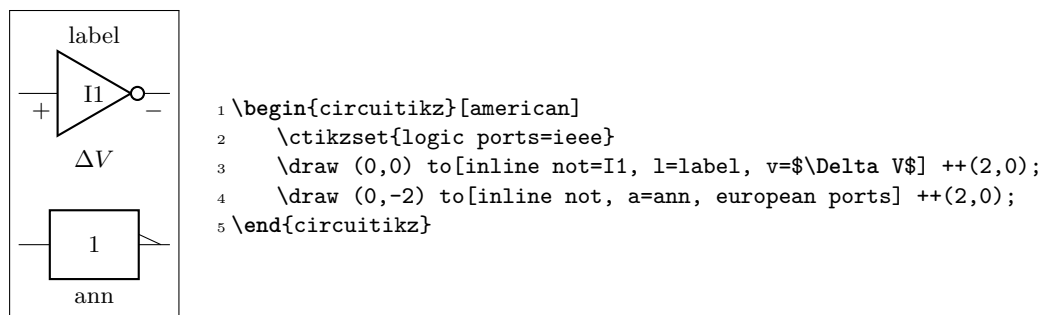 label
I1
+ −
ΔV
1
ann
1 \begin{circuitikz}[american]
2     \ctikzset{logic ports=ieee}
3     \draw (0,0) to[inline not=I1, l=label, v=$\Delta V$] ++(2,0);
4     \draw (0,-2) to[inline not, a=ann, european ports] ++(2,0);
5 \end{circuitikz}